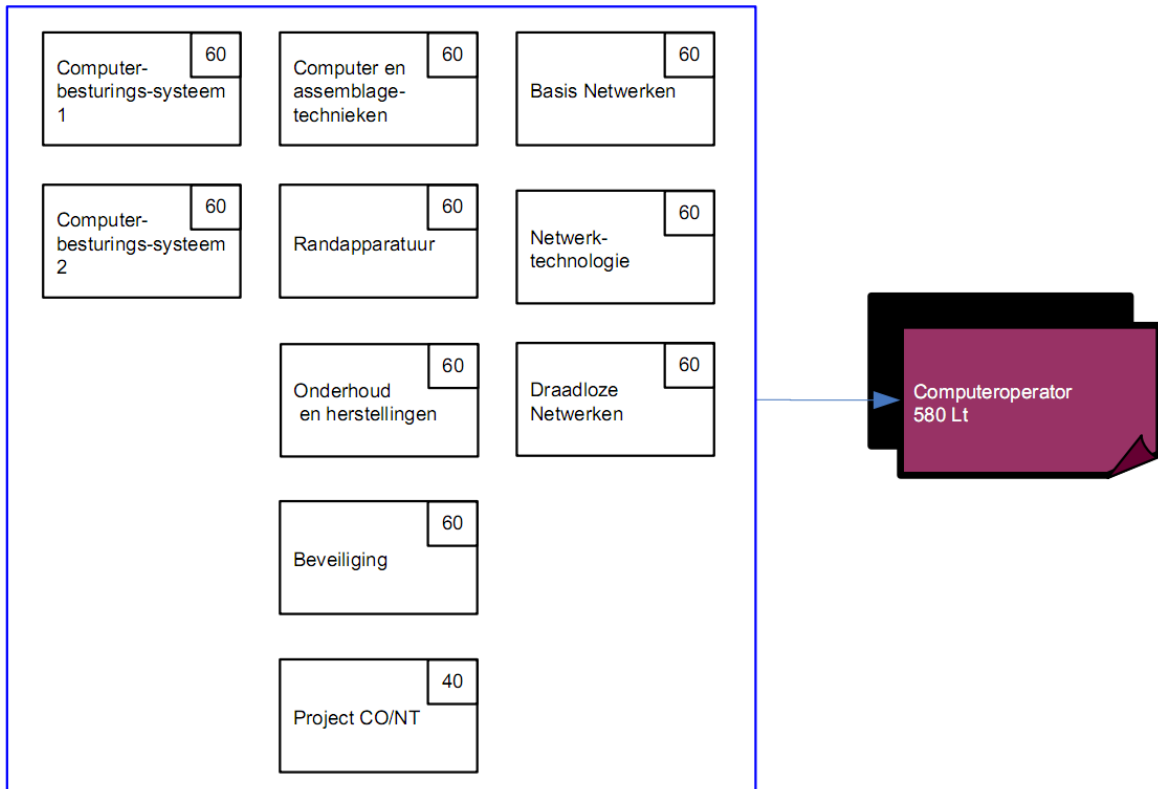 60
Computer-
besturings-systeem
1
60
Computer en
assemblage-
technieken
60
Basis Netwerken
60
Computer-
besturings-systeem
2
60
Randapparatuur
60
Netwerk-
technologie
60
Onderhoud
en herstellingen
60
Draadloze
Netwerken
60
Beveiliging
40
Project CO/NT
Computeroperator
580 Lt